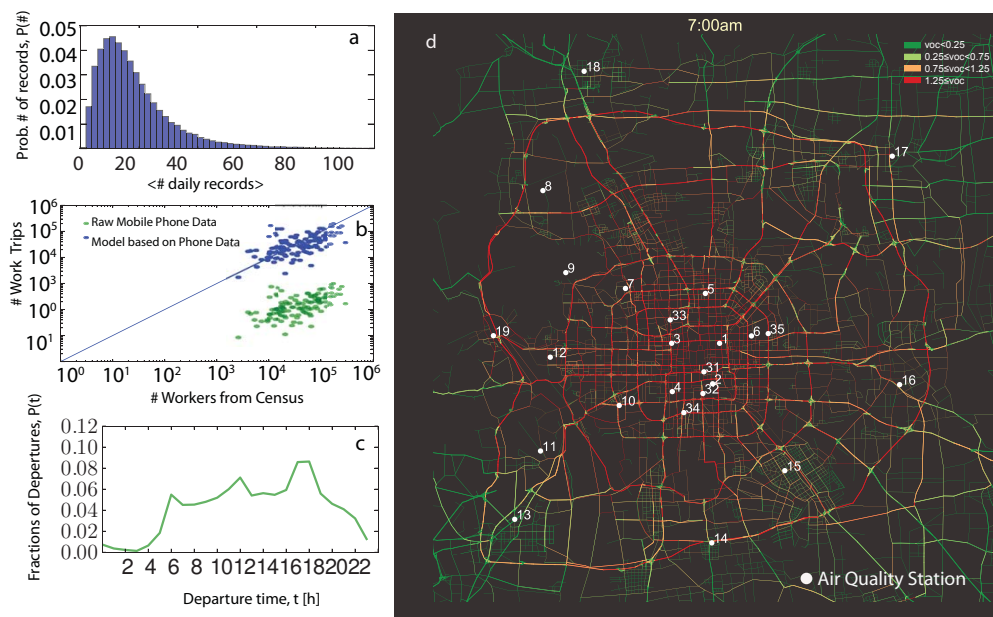 a
0.05
0.04
0.03
0.02
0.01
Prob. # of records, P(#)
0 20 40 60 80 100
<# daily records>
b
Raw Mobile Phone Data
Model based on Phone Data
10^6
10^5
10^4
10^3
10^2
10^0
10^1
# Work Trips
10^0 10^1 10^2 10^3 10^4 10^5 10^6
# Workers from Census
c
0.12
0.10
0.08
0.06
0.04
0.02
0.00
Fractions of Depertures, P(t)
2 4 6 8 10 12 14 16 18 20 22
Departure time, t [h]
d
7:00am
voc<0.25
0.25≤voc<0.75
0.75≤voc<1.25
1.25≤voc
18
17
8
9
7
5
33
19
3
1
6
35
12
31
2
16
4
32
10
34
11
15
13
14
Air Quality Station